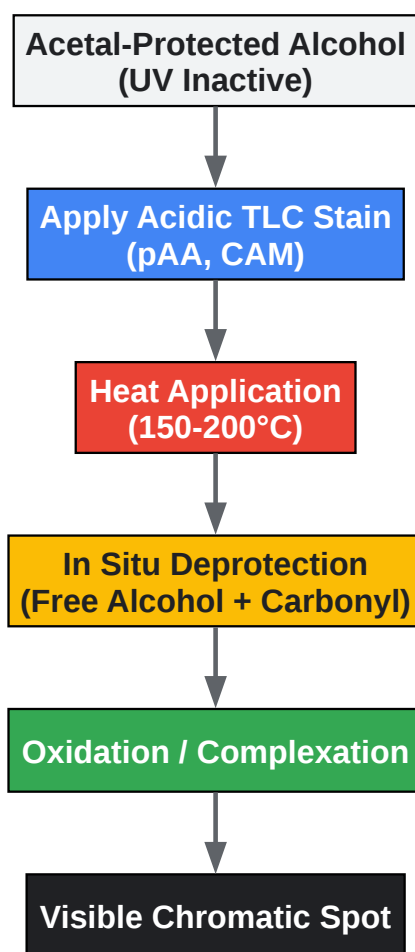 Acetal-Protected Alcohol
(UV Inactive)
Apply Acidic TLC Stain
(pAA, CAM)
Heat Application
(150-200°C)
In Situ Deprotection
(Free Alcohol + Carbonyl)
Oxidation / Complexation
Visible Chromatic Spot